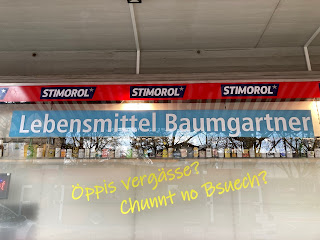 STIMOROL STIMOROL STIMOROL
Lebensmittel Baumgartner
Öppis vergässe?
Chunnt no Bsuech?